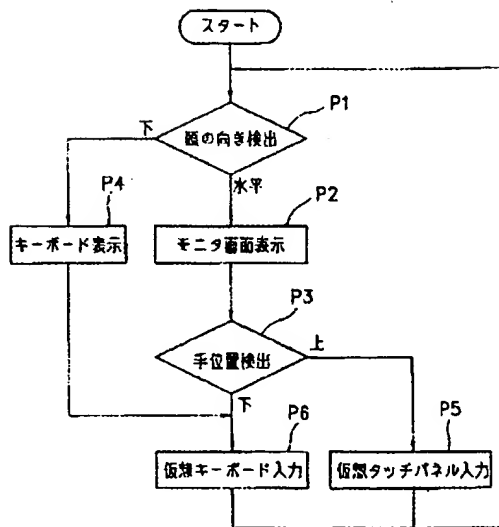 スタート
P1
顔の向き検出
下
水平
P4
P2
キーボード表示
モニタ画面表示
P3
手位置検出
上
下
P6
P5
仮想キーボード入力
仮想タッチパネル入力